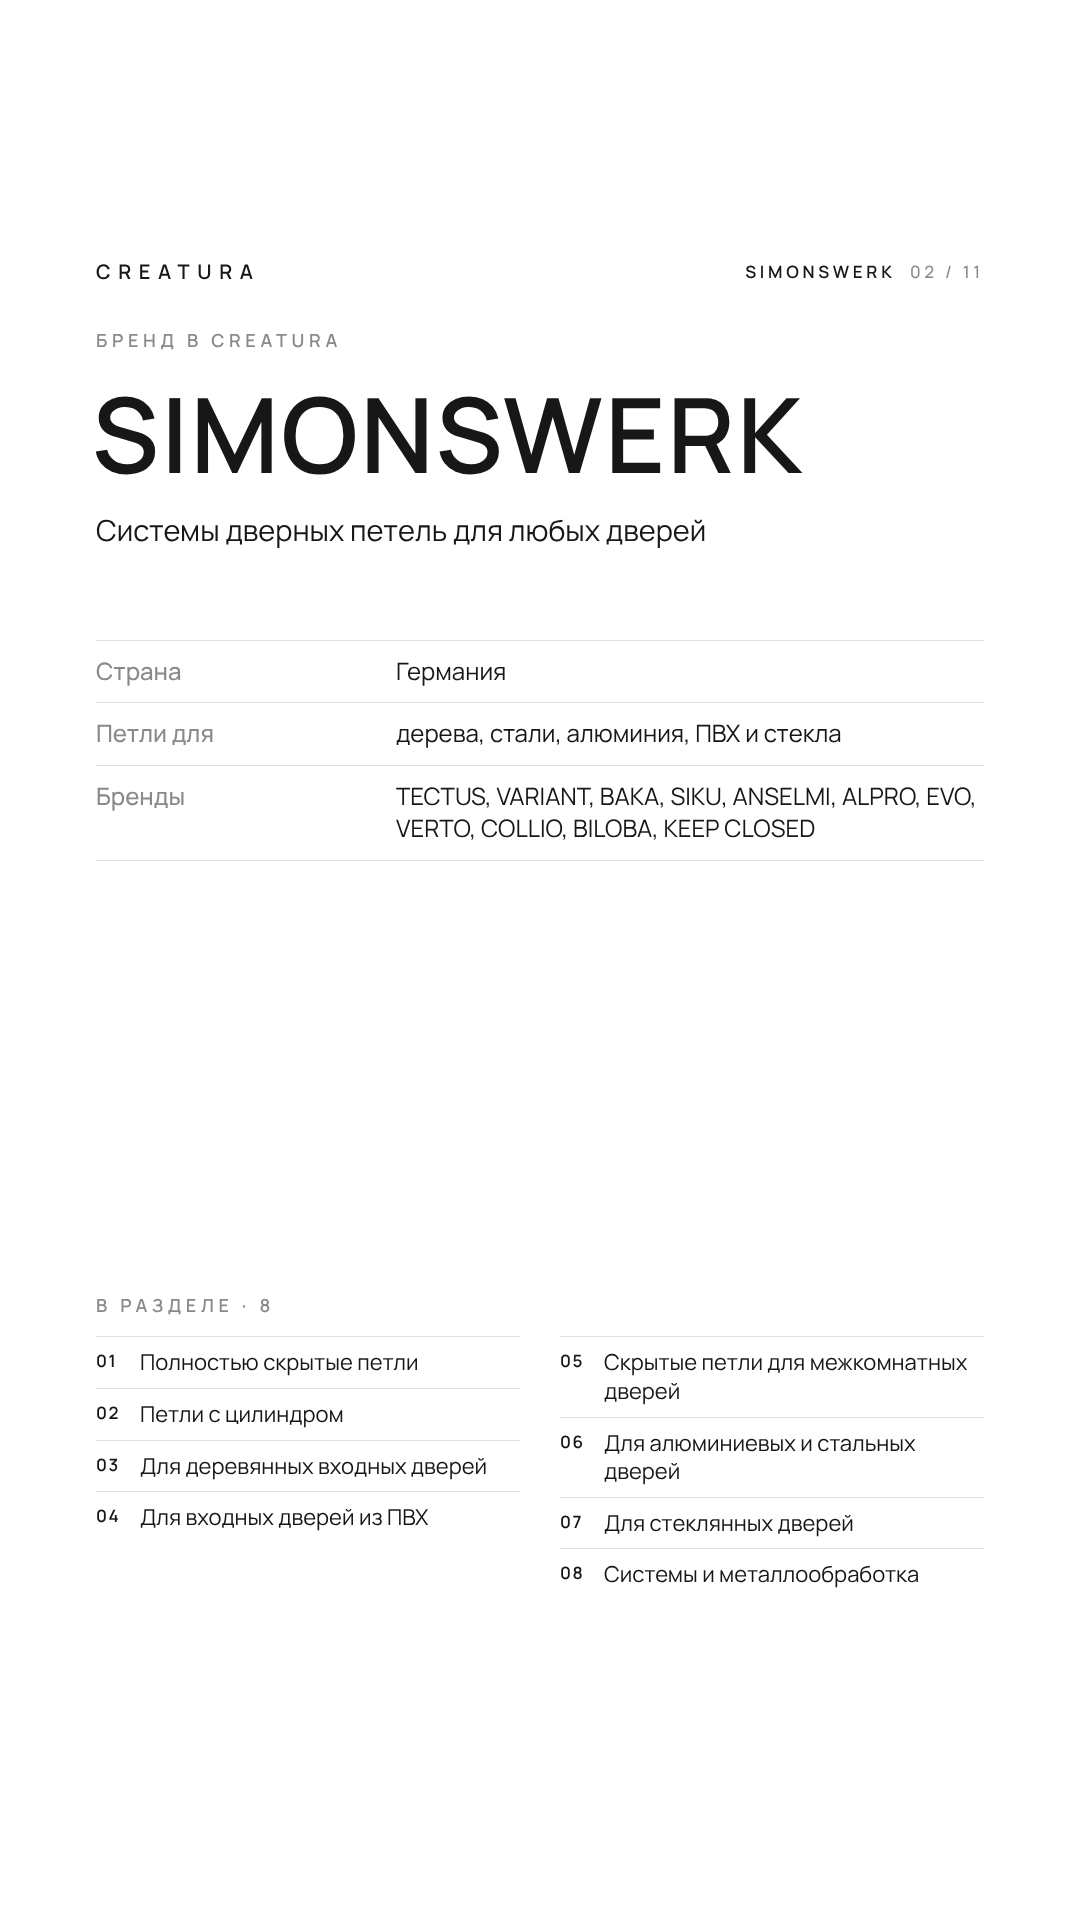 CREATURA
SIMONSWERK 02 / 11
БРЕНД В CREATURA
SIMONSWERK
Системы дверных петель для любых дверей
Страна Германия
Петли для дерева, стали, алюминия, ПВХ и стекла
Бренды TECTUS, VARIANT, BAKA, SIKU, ANSELMI, ALPRO, EVO,
VERTO, COLLIO, BILOBA, KEEP CLOSED
В РАЗДЕЛЕ · 8
01 Полностью скрытые петли
02 Петли с цилиндром
03 Для деревянных входных дверей
04 Для входных дверей из ПВХ
05 Скрытые петли для межкомнатных
дверей
06 Для алюминиевых и стальных
дверей
07 Для стеклянных дверей
08 Системы и металлообработка